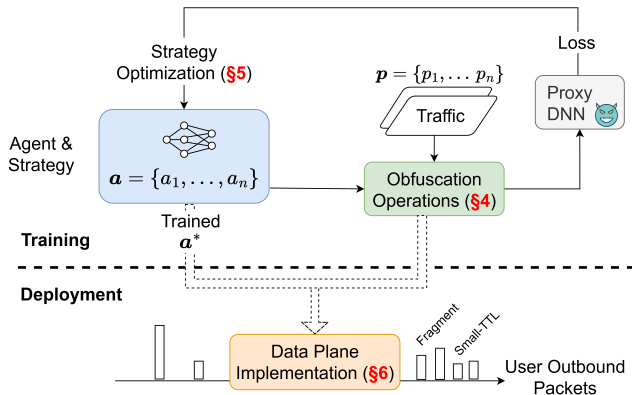 Strategy
Optimization (§5)
Loss
p = {p₁, … pₙ}
Traffic
Proxy
DNN
Agent &
Strategy
a = {a₁, …, aₙ}
Obfuscation
Operations (§4)
Trained
a*
Training
Deployment
Fragment
Small-TTL
Data Plane
Implementation (§6)
User Outbound
Packets